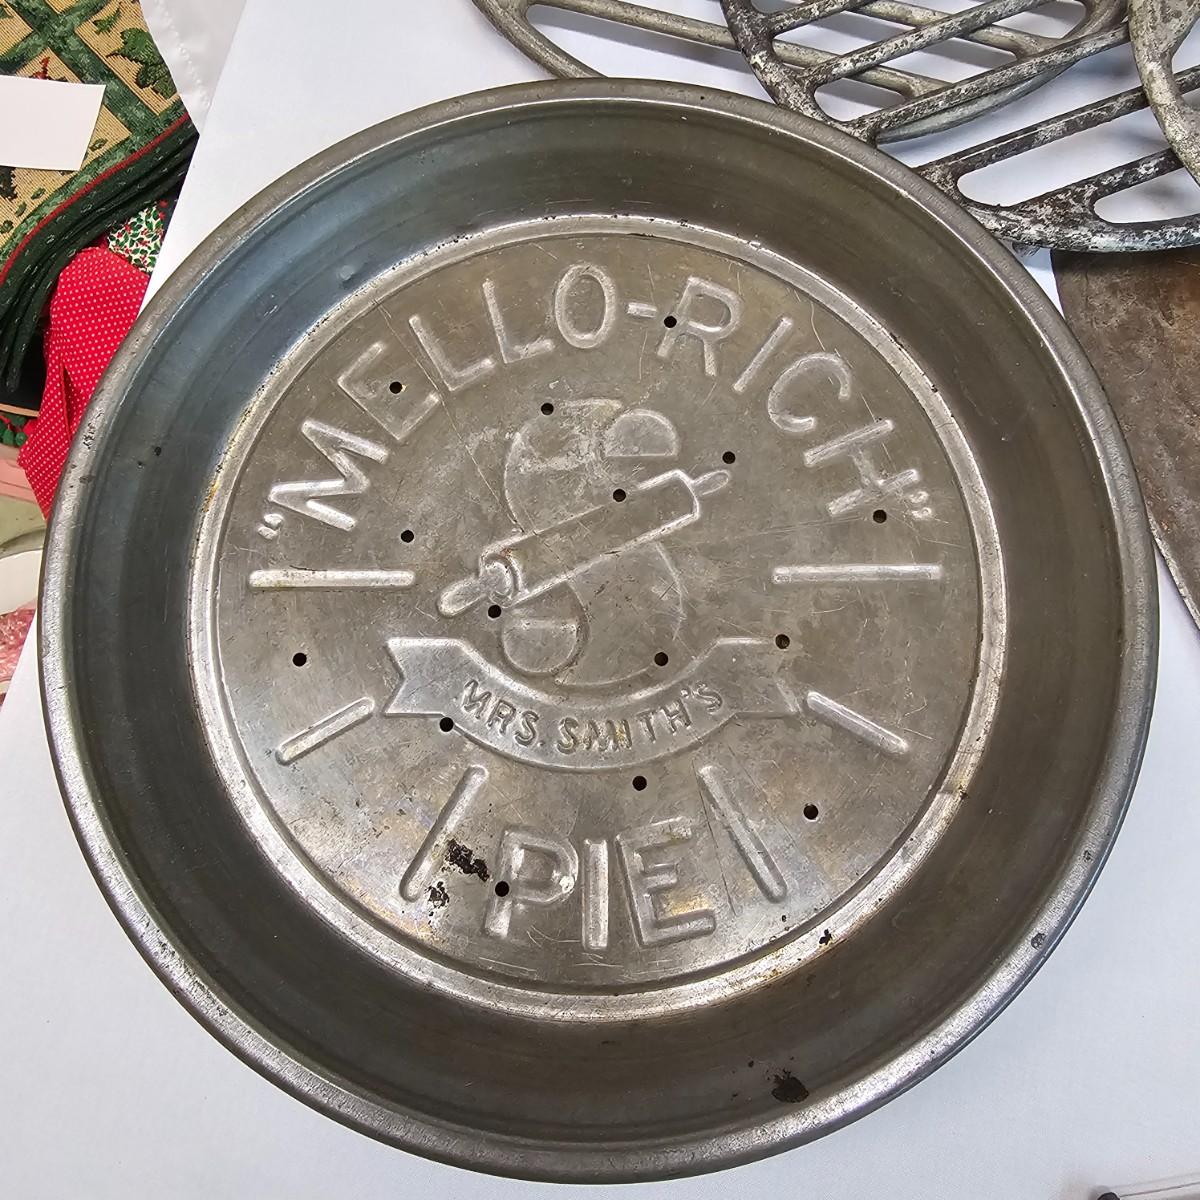 "MELLO-RICH"
MRS. SMITH'S
PIE